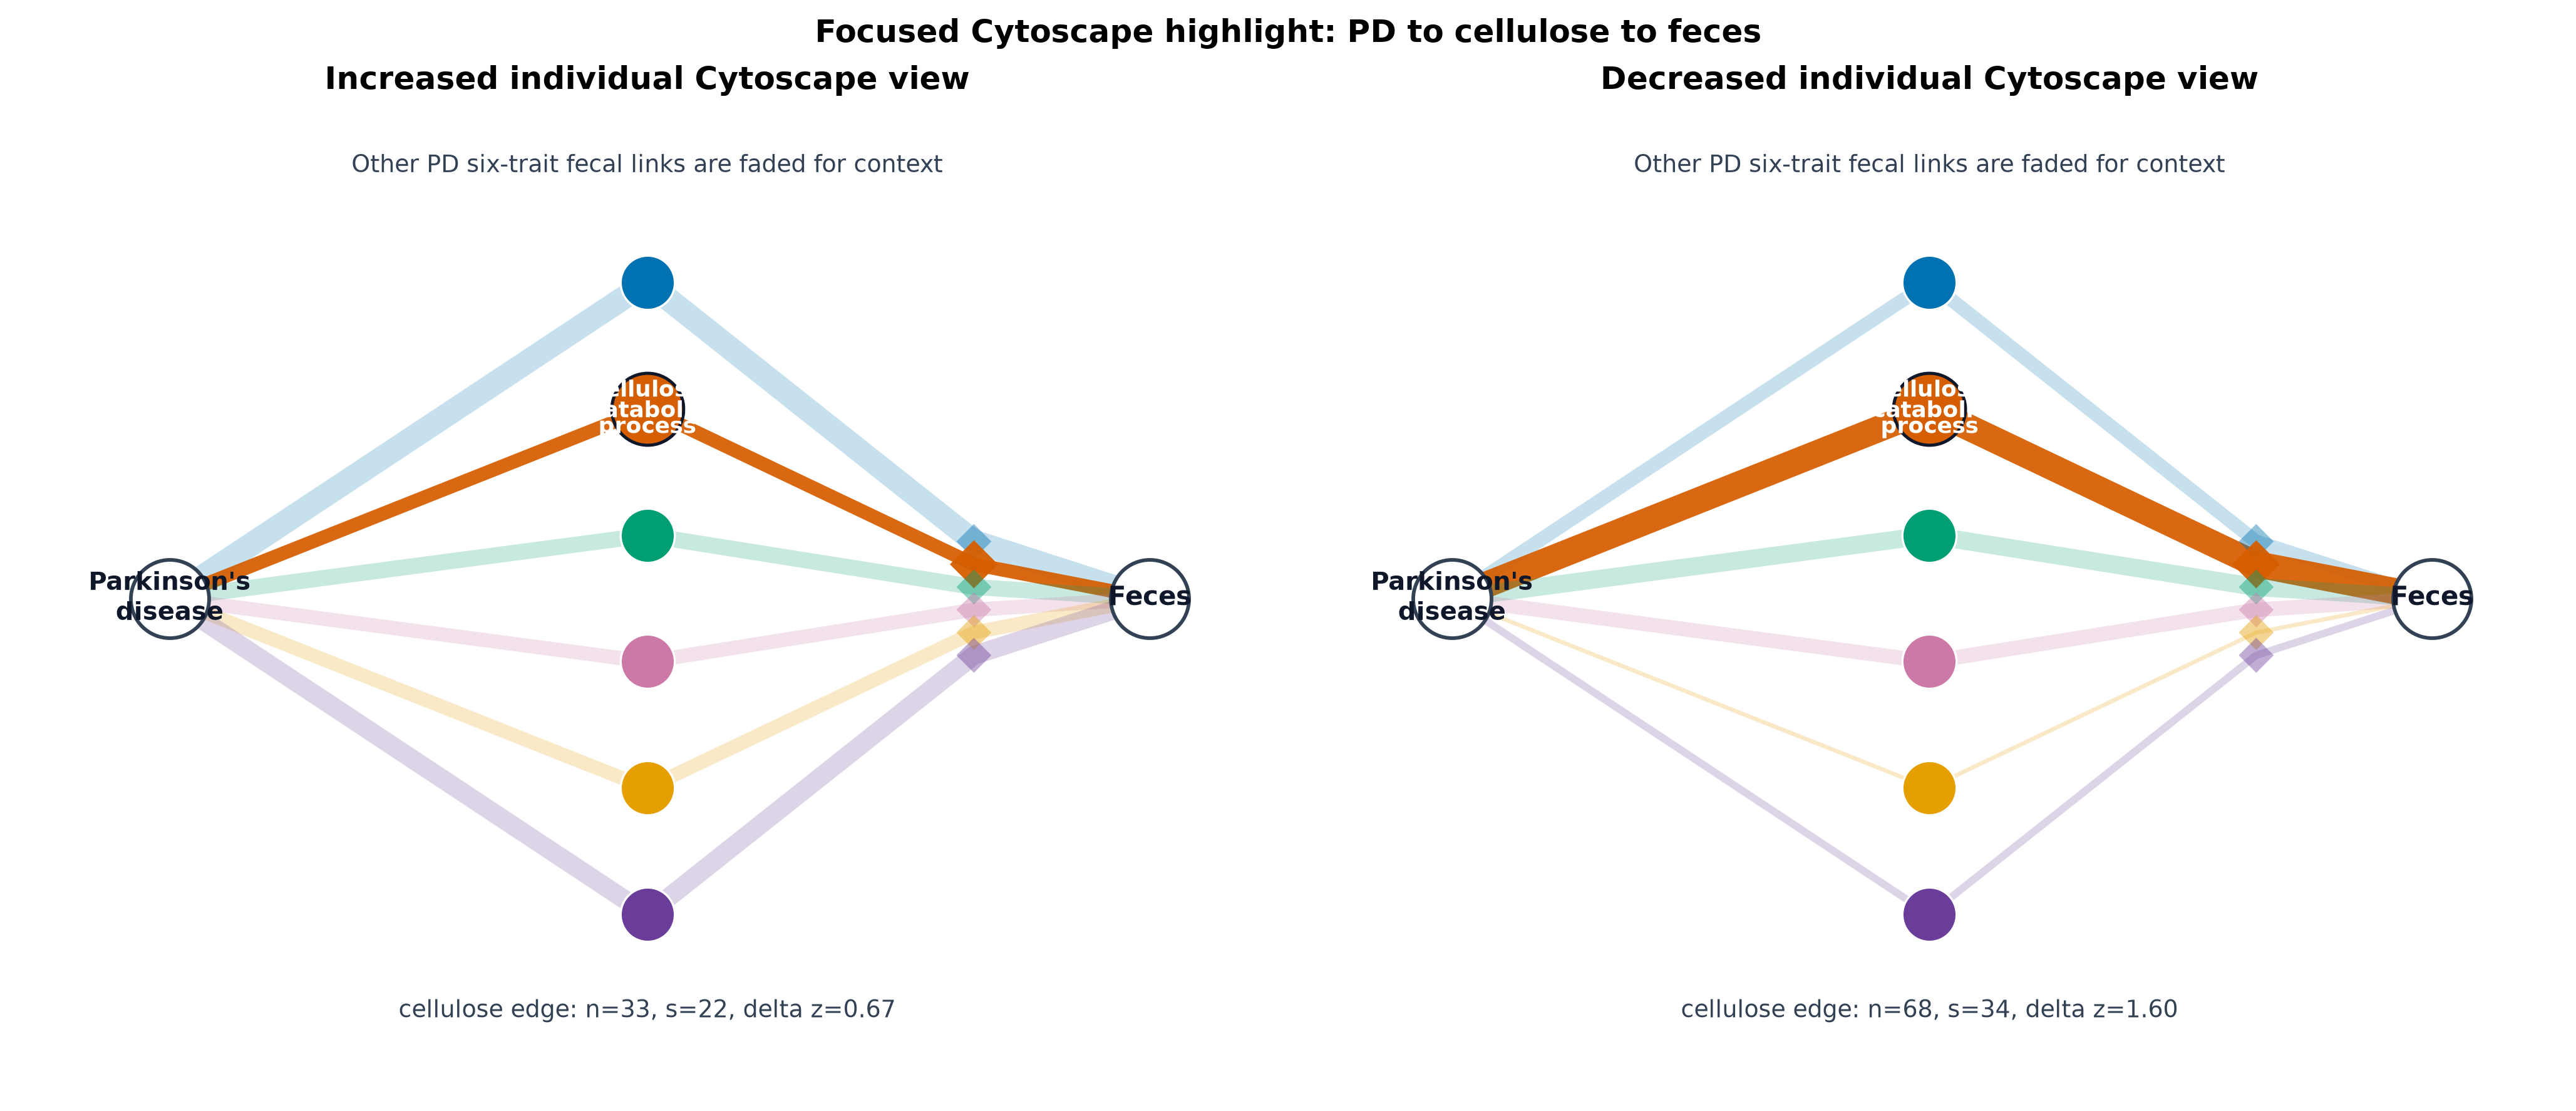 Focused Cytoscape highlight: PD to cellulose to feces
Increased individual Cytoscape view
Other PD six-trait fecal links are faded for context
Parkinson's
disease
process
Feces
cellulose edge: n=33, s=22, delta z=0.67
Decreased individual Cytoscape view
Other PD six-trait fecal links are faded for context
Parkinson's
disease
process
Feces
cellulose edge: n=68, s=34, delta z=1.60